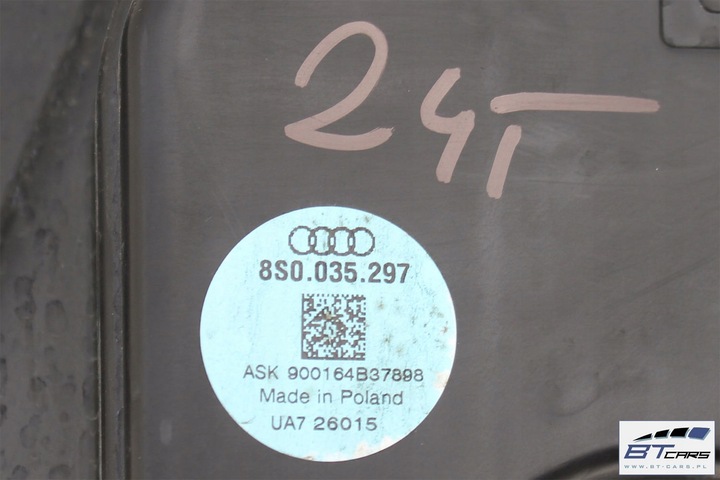 24T
8S0.035.297
ASK 900164B37898
Made in Poland
UA7 26015
BTCARS
WWW.BT-CARS.PL